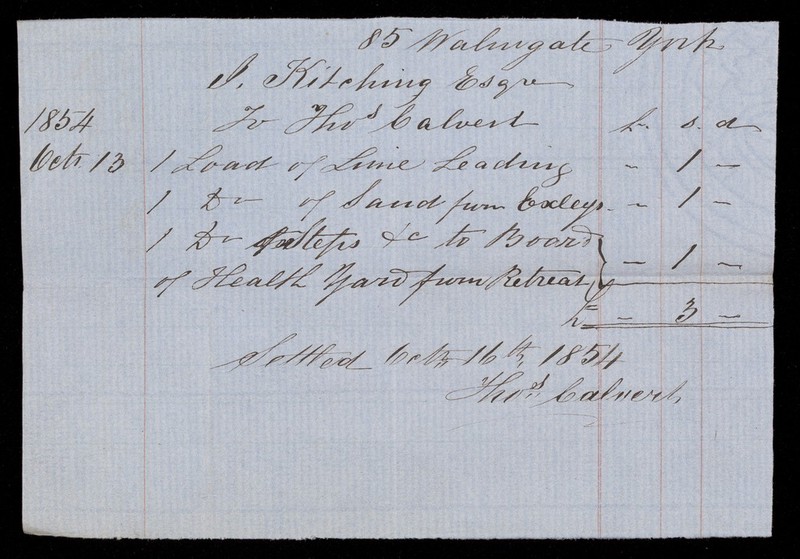 85 Walmgate York
J. Kitching Esqre
1854 To Thos Calvert £ s. d
Octr. 13 1 Load of Lime Leading - 1 -
1 Do of Sand from Exleys - 1 -
1 Do Steps &c to Board
of Health Yard from Retreat } - 1 -
£ - 3 -
Settled Octr 16th 1854
Thos Calvert